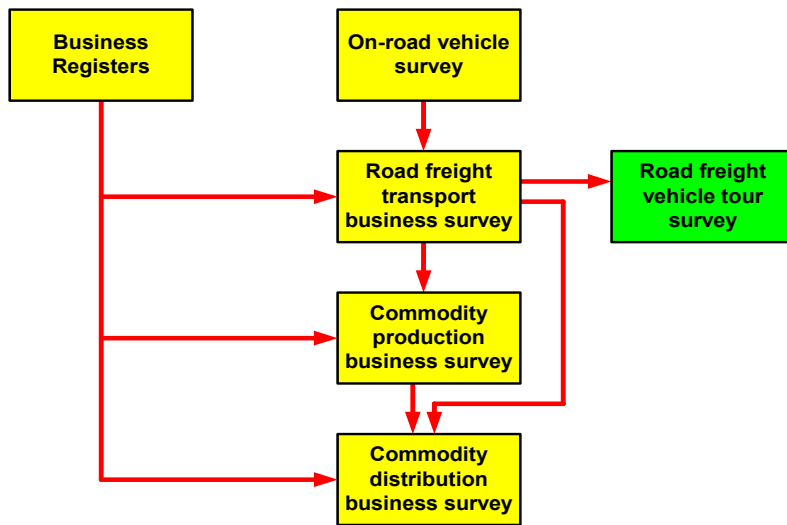 Business
Registers
On-road vehicle
survey
Road freight
transport
business survey
Road freight
vehicle tour
survey
Commodity
production
business survey
Commodity
distribution
business survey